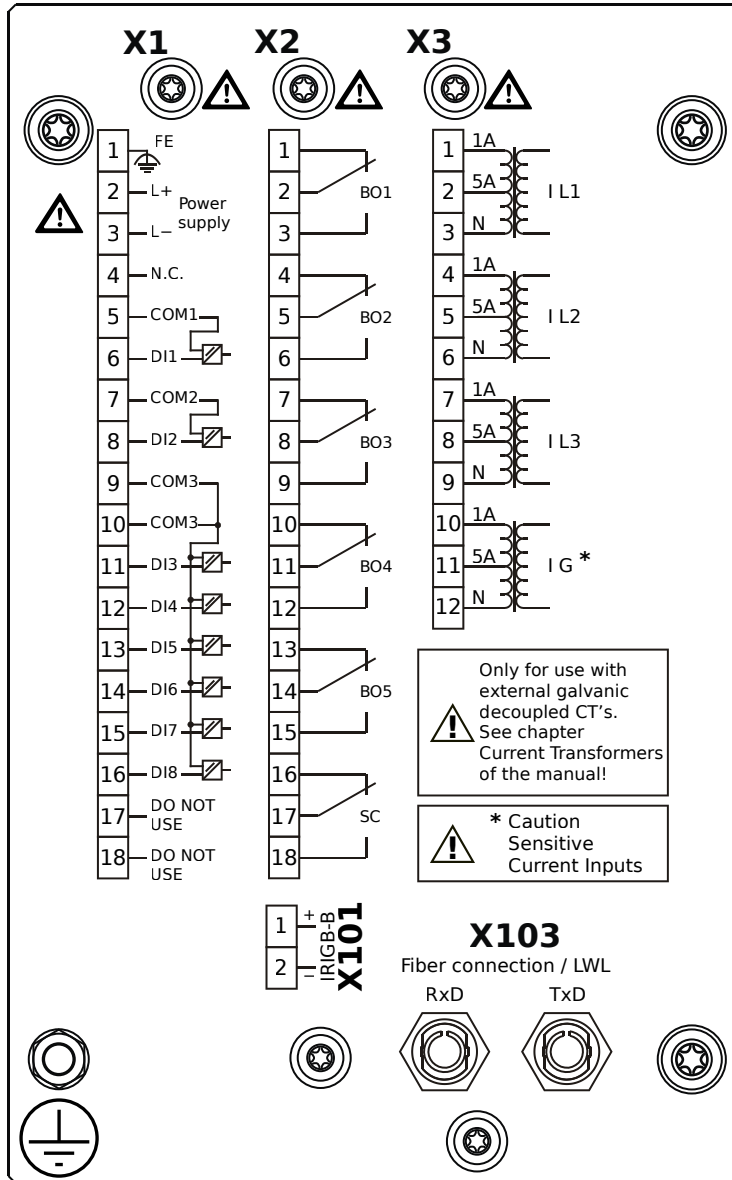 X1 X2 X3
1 FE
2 L+
Power
supply
3 L−
4 N.C.
5 COM1
6 DI1
7 COM2
8 DI2
9 COM3
10 COM3
11 DI3
12 DI4
13 DI5
14 DI6
15 DI7
16 DI8
17 DO NOT
USE
18 DO NOT
USE
1
2 BO1
3
4
5 BO2
6
7
8 BO3
9
10
11 BO4
12
13
14 BO5
15
16
17 SC
18
1 1A
2 5A I L1
3 N
4 1A
5 5A I L2
6 N
7 1A
8 5A I L3
9 N
10 1A
11 5A I G *
12 N
! Only for use with
external galvanic
decoupled CT's.
See chapter
Current Transformers
of the manual!
! * Caution
Sensitive
Current Inputs
1 +
2 −
IRIGB-B
X101
X103
Fiber connection / LWL
RxD TxD